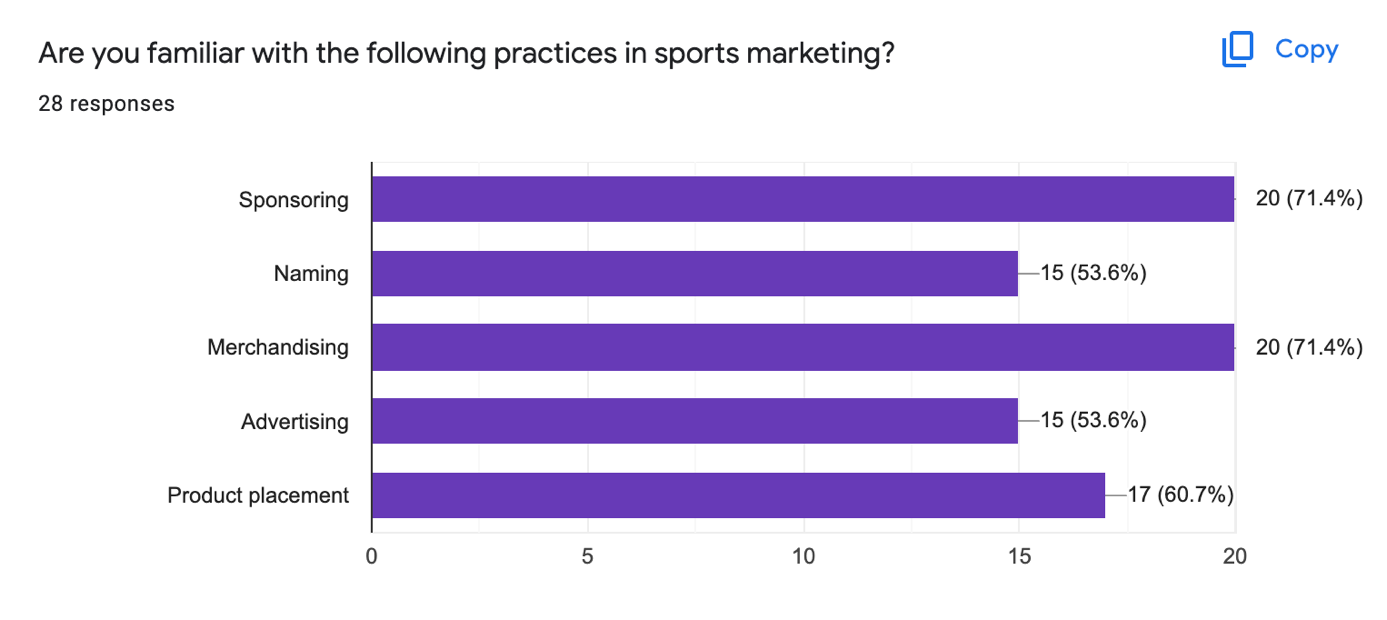 Are you familiar with the following practices in sports marketing?
Copy
28 responses
Sponsoring
20 (71.4%)
Naming
15 (53.6%)
Merchandising
20 (71.4%)
Advertising
15 (53.6%)
Product placement
17 (60.7%)
0 5 10 15 20